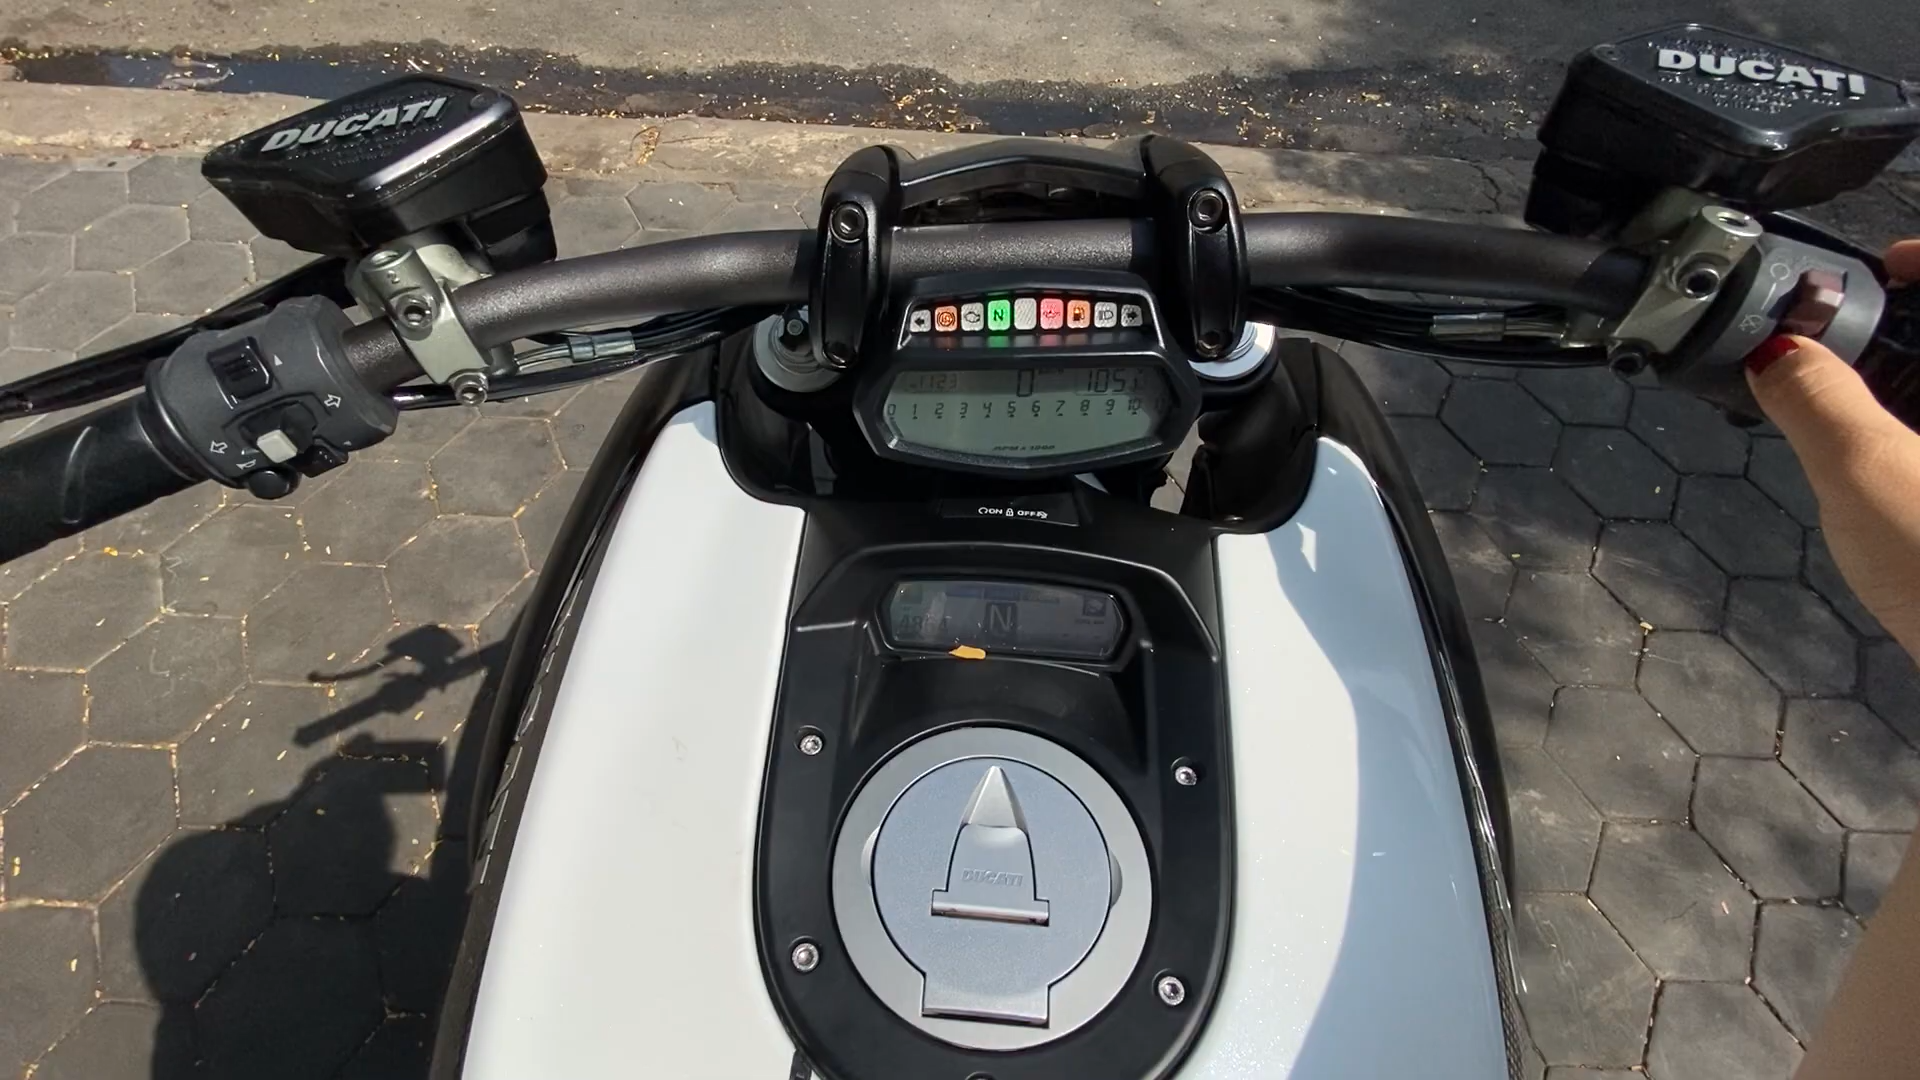 DUCATI
DUCATI
N
1123 0 105
0 1 2 3 4 5 6 7 8 9 10
RPM x 1000
ON OFF
N
DUCATI